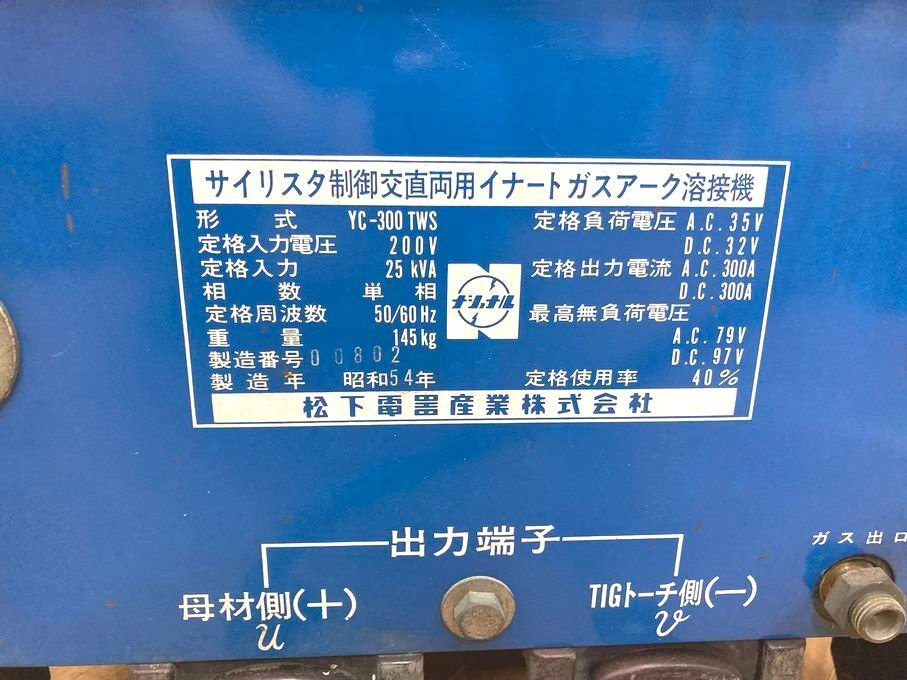 サイリスタ制御交直両用イナートガスアーク溶接機
形 式 YC-300 TWS
定格入力電圧 200V
定格入力 25 kVA
相 数 単 相
定格周波数 50/60 Hz
重 量 145kg
製造番号 00802
製 造 年 昭和54年
ナショナル
定格負荷電圧 A.C. 35V
D.C. 32V
定格出力電流 A.C. 300A
D.C. 300A
最高無負荷電圧
A.C. 79V
D.C. 97V
定格使用率 40%
松下電器産業株式会社
出力端子
母材側(+)
U
TIGトーチ側(-)
V
ガス出口